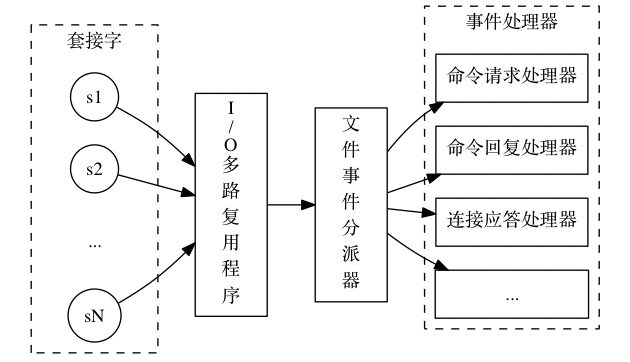 套接字
s1
s2
...
sN
I/O多路复用程序
文件事件分派器
事件处理器
命令请求处理器
命令回复处理器
连接应答处理器
...